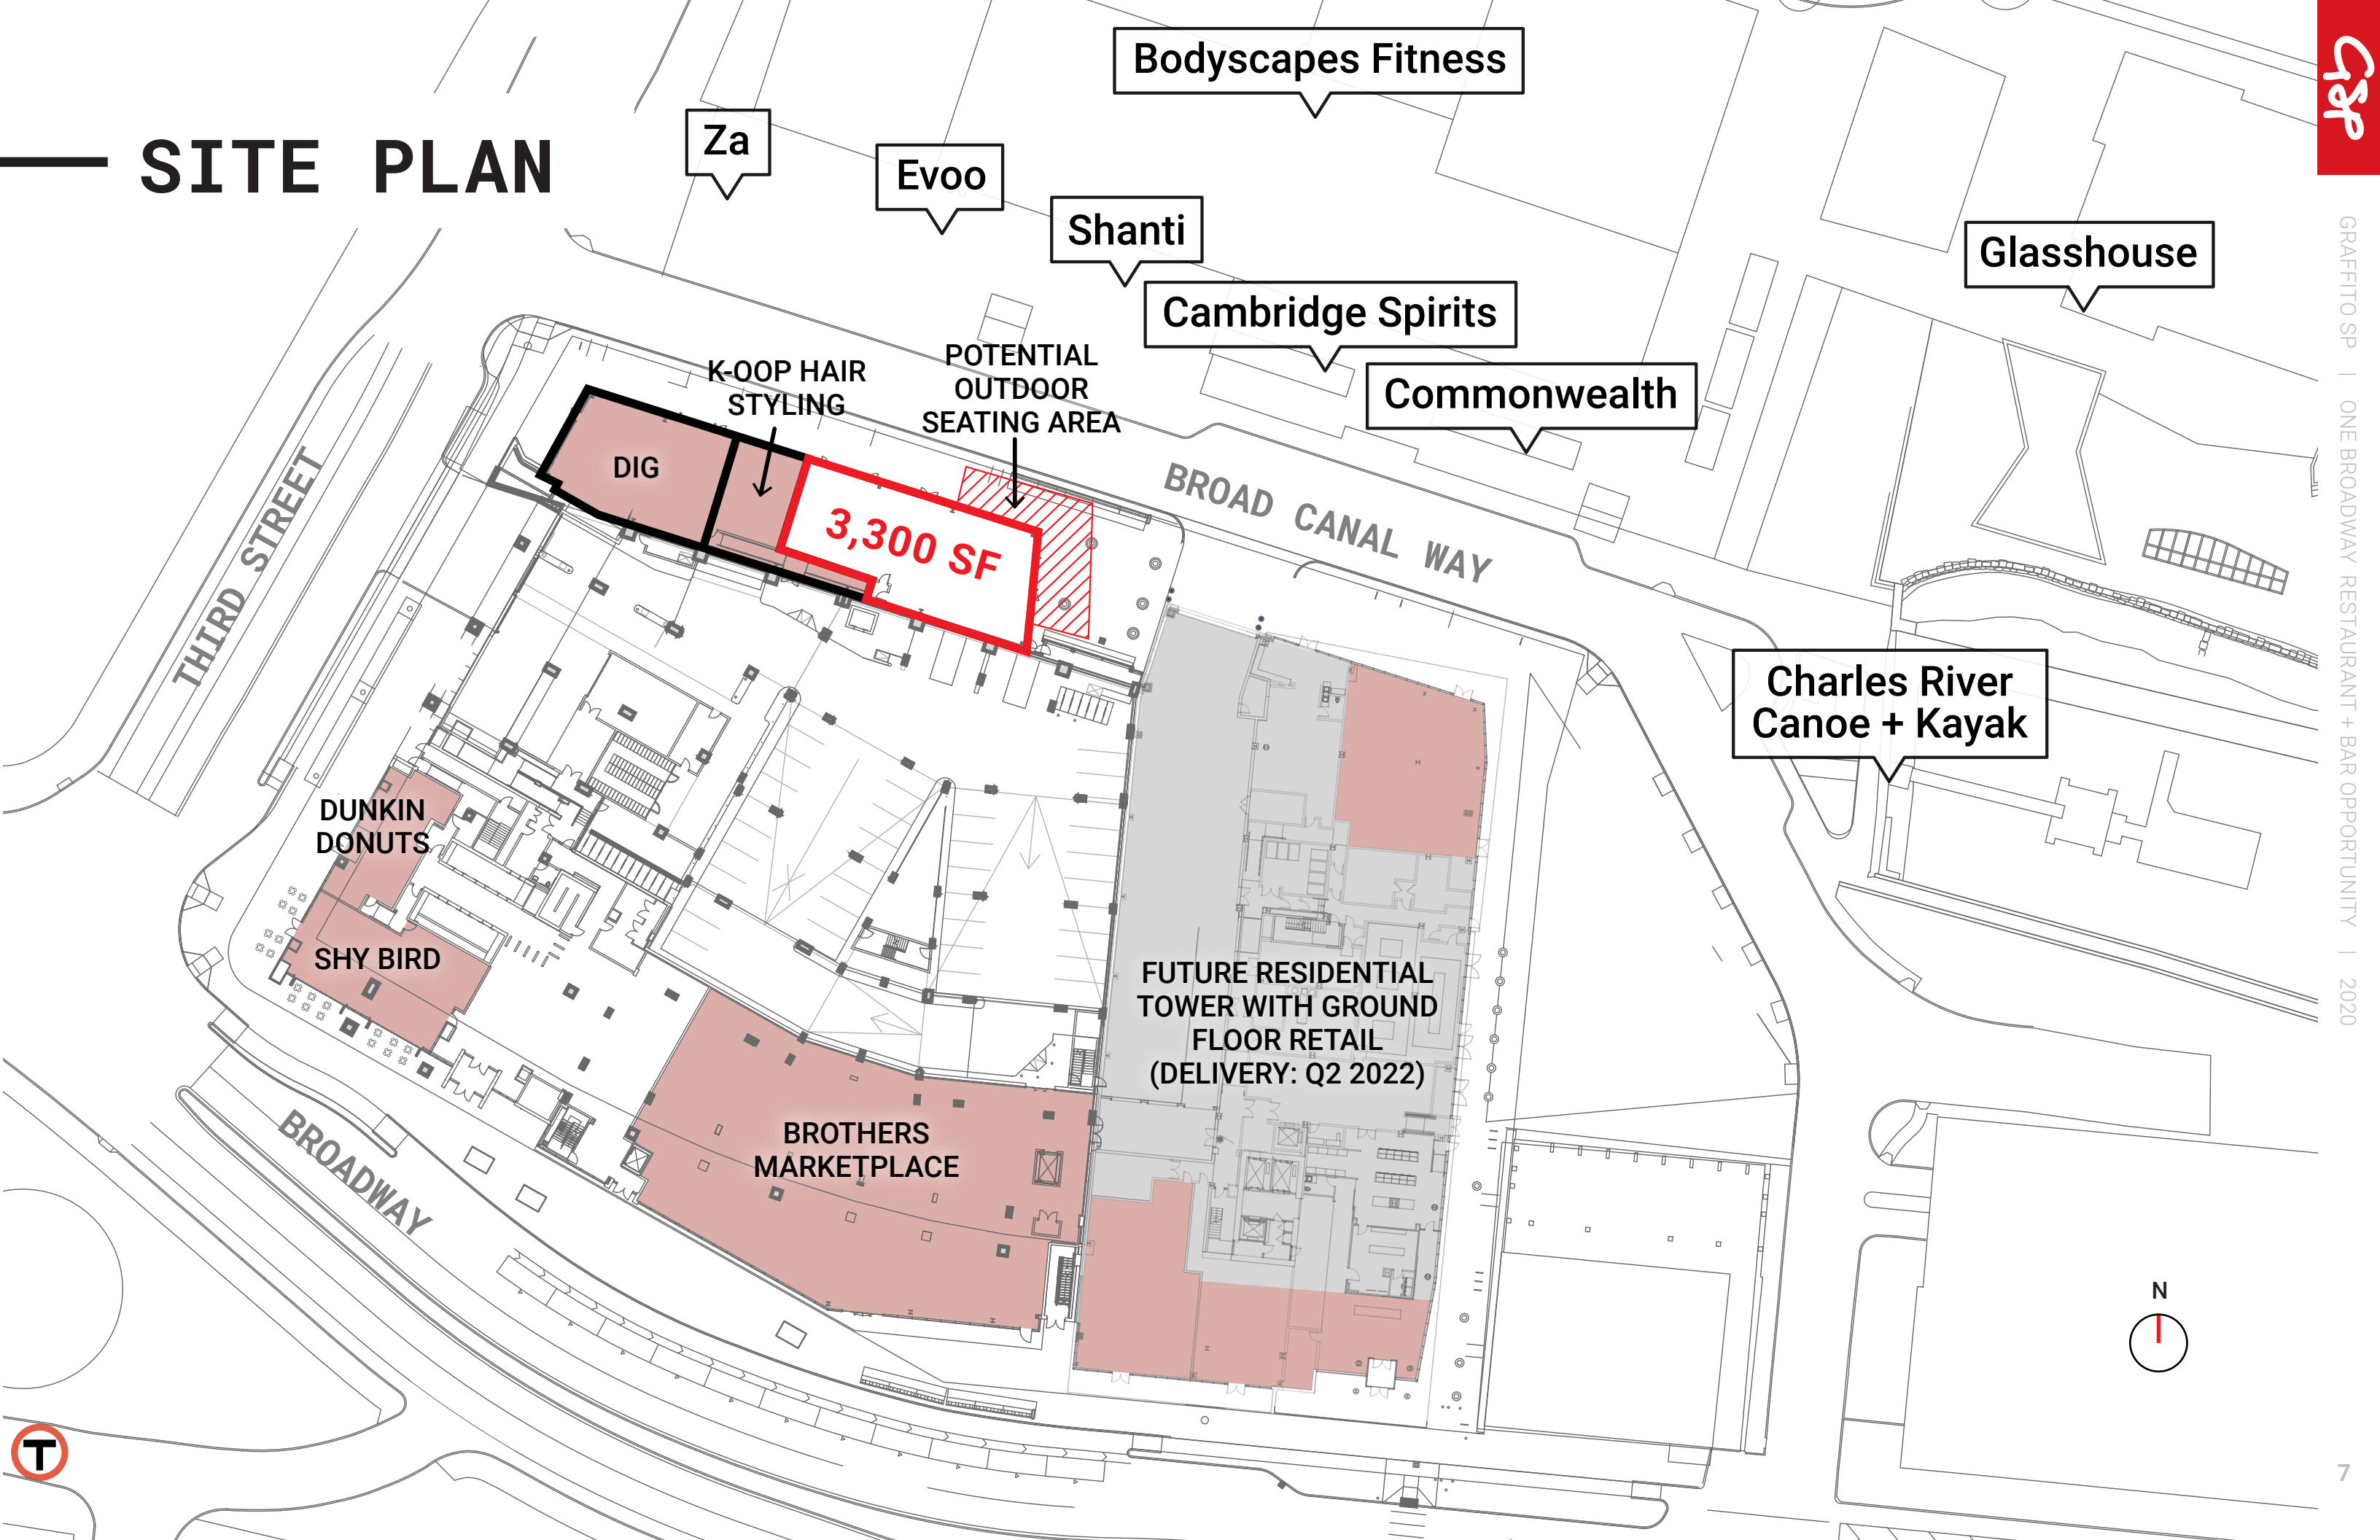 SITE PLAN
Bodyscapes Fitness
Za
Evoo
Shanti
Glasshouse
Cambridge Spirits
Commonwealth
K-OOP HAIR
STYLING
POTENTIAL
OUTDOOR
SEATING AREA
DIG
3,300 SF
BROAD CANAL WAY
THIRD STREET
Charles River
Canoe + Kayak
DUNKIN
DONUTS
SHY BIRD
FUTURE RESIDENTIAL
TOWER WITH GROUND
FLOOR RETAIL
(DELIVERY: Q2 2022)
BROTHERS
MARKETPLACE
BROADWAY
N
T
GSP
GRAFFITO SP | ONE BROADWAY RESTAURANT + BAR OPPORTUNITY | 2020
7